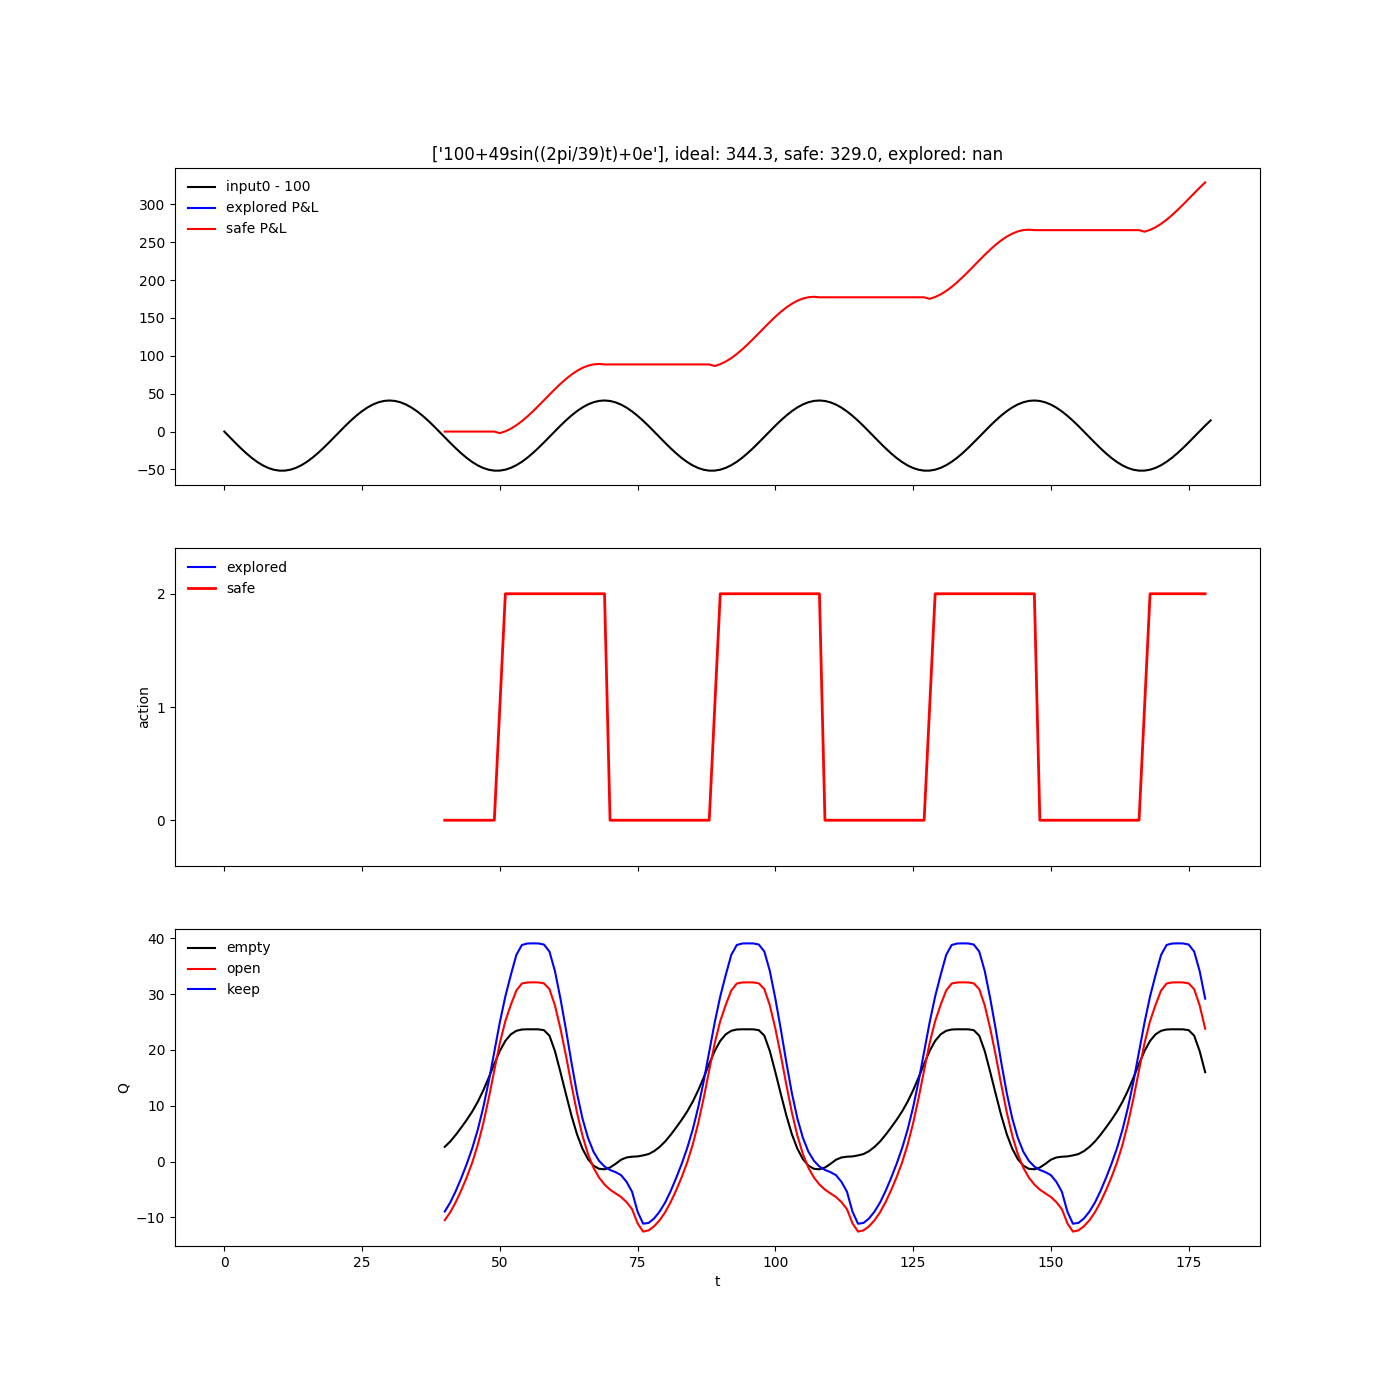 ['100+49sin((2pi/39)t)+0e'], ideal: 344.3, safe: 329.0, explored: nan
input0 - 100
explored P&L
safe P&L
300
250
200
150
100
50
0
−50
explored
safe
2
1
0
action
empty
open
keep
40
30
20
10
0
−10
Q
0 25 50 75 100 125 150 175
t